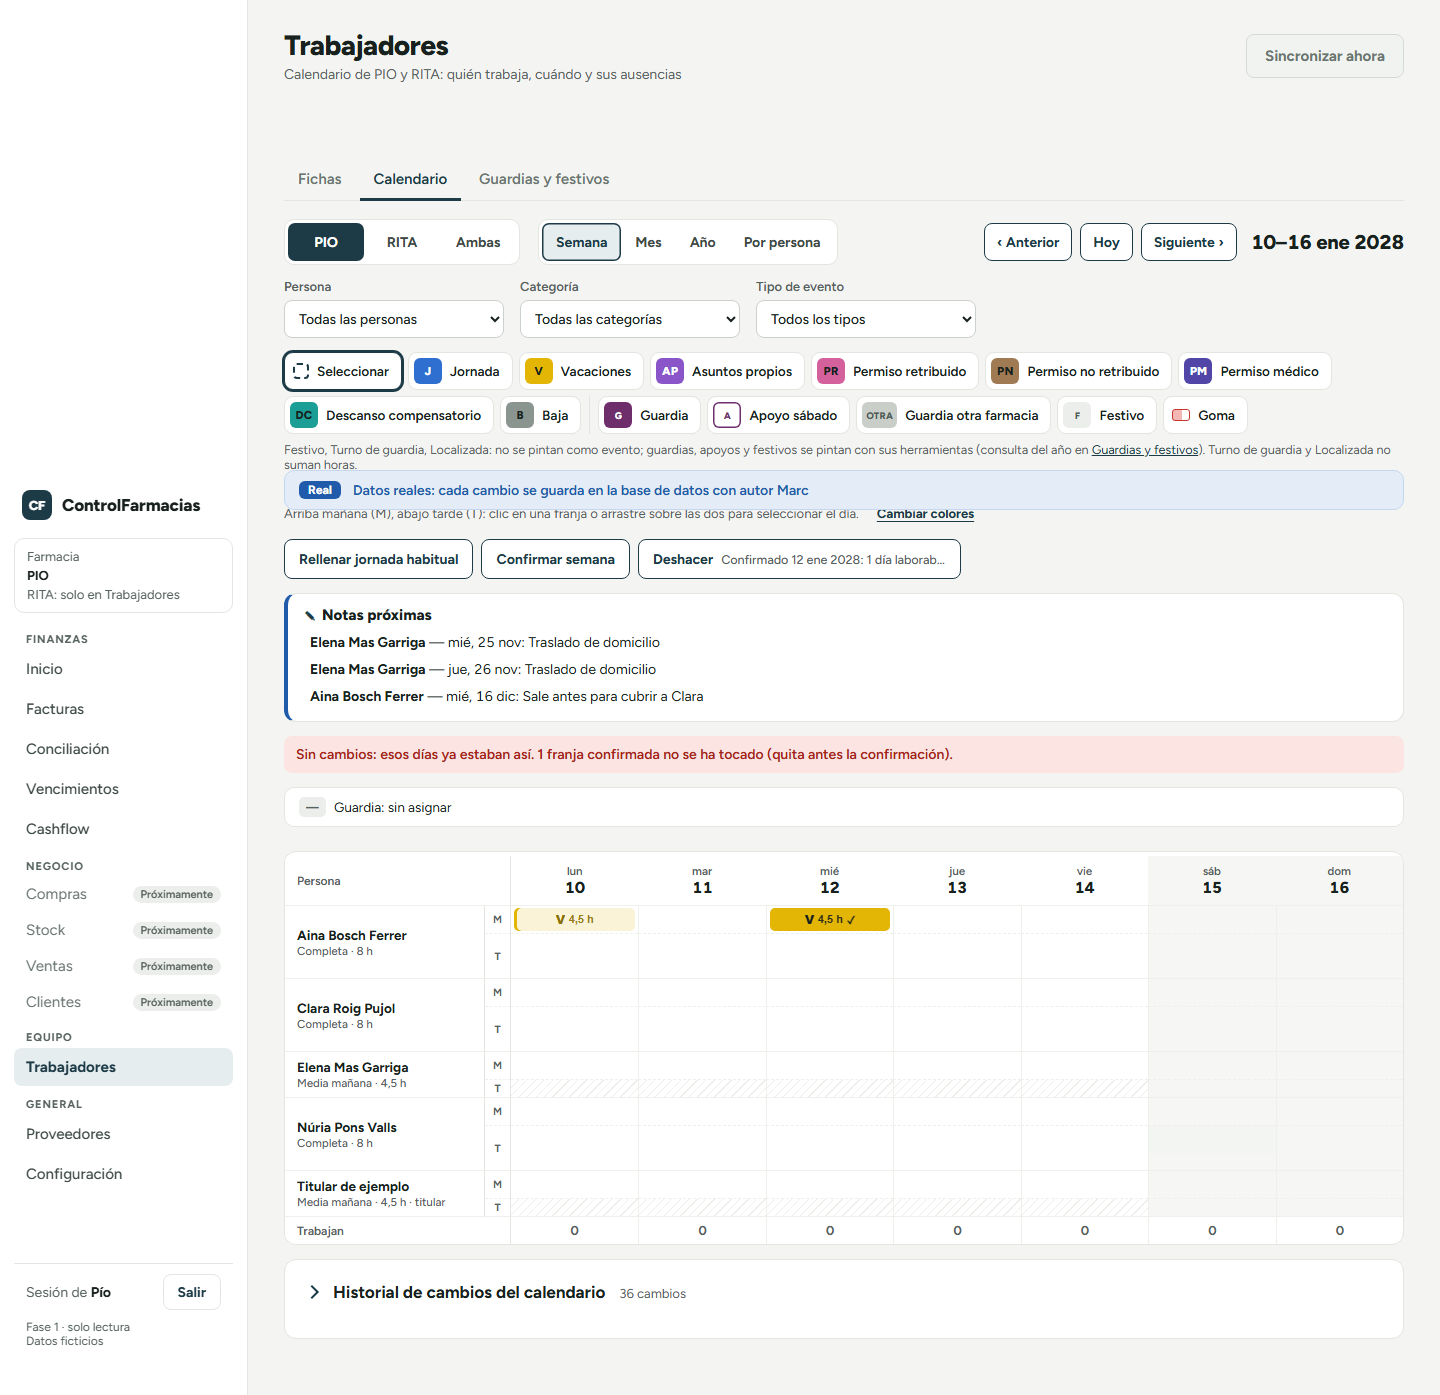 Trabajadores
Calendario de PIO y RITA: quién trabaja, cuándo y sus ausencias
Sincronizar ahora
Fichas
Calendario
Guardias y festivos
PIO
RITA
Ambas
Semana
Mes
Año
Por persona
‹ Anterior
Hoy
Siguiente ›
10–16 ene 2028
Persona
Categoría
Tipo de evento
Todas las personas
Todas las categorías
Todos los tipos
Seleccionar
J Jornada
V Vacaciones
AP Asuntos propios
PR Permiso retribuido
PN Permiso no retribuido
PM Permiso médico
DC Descanso compensatorio
B Baja
G Guardia
A Apoyo sábado
OTRA Guardia otra farmacia
F Festivo
Goma
Festivo, Turno de guardia, Localizada: no se pintan como evento; guardias, apoyos y festivos se pintan con sus herramientas (consulta del año en Guardias y festivos). Turno de guardia y Localizada no
suman horas.
Real Datos reales: cada cambio se guarda en la base de datos con autor Marc
Arriba mañana (M), abajo tarde (T): clic en una franja o arrastre sobre las dos para seleccionar el día. Cambiar colores
Rellenar jornada habitual
Confirmar semana
Deshacer Confirmado 12 ene 2028: 1 día laborab...
Notas próximas
Elena Mas Garriga — mié, 25 nov: Traslado de domicilio
Elena Mas Garriga — jue, 26 nov: Traslado de domicilio
Aina Bosch Ferrer — mié, 16 dic: Sale antes para cubrir a Clara
Sin cambios: esos días ya estaban así. 1 franja confirmada no se ha tocado (quita antes la confirmación).
— Guardia: sin asignar
Persona
lun 10
mar 11
mié 12
jue 13
vie 14
sáb 15
dom 16
Aina Bosch Ferrer
Completa · 8 h
M
V 4,5 h
V 4,5 h ✓
T
Clara Roig Pujol
Completa · 8 h
M
T
Elena Mas Garriga
Media mañana · 4,5 h
M
T
Núria Pons Valls
Completa · 8 h
M
T
Titular de ejemplo
Media mañana · 4,5 h · titular
M
T
Trabajan 0 0 0 0 0 0 0
Historial de cambios del calendario 36 cambios
CF ControlFarmacias
Farmacia
PIO
RITA: solo en Trabajadores
FINANZAS
Inicio
Facturas
Conciliación
Vencimientos
Cashflow
NEGOCIO
Compras Próximamente
Stock Próximamente
Ventas Próximamente
Clientes Próximamente
EQUIPO
Trabajadores
GENERAL
Proveedores
Configuración
Sesión de Pío
Salir
Fase 1 · solo lectura
Datos ficticios